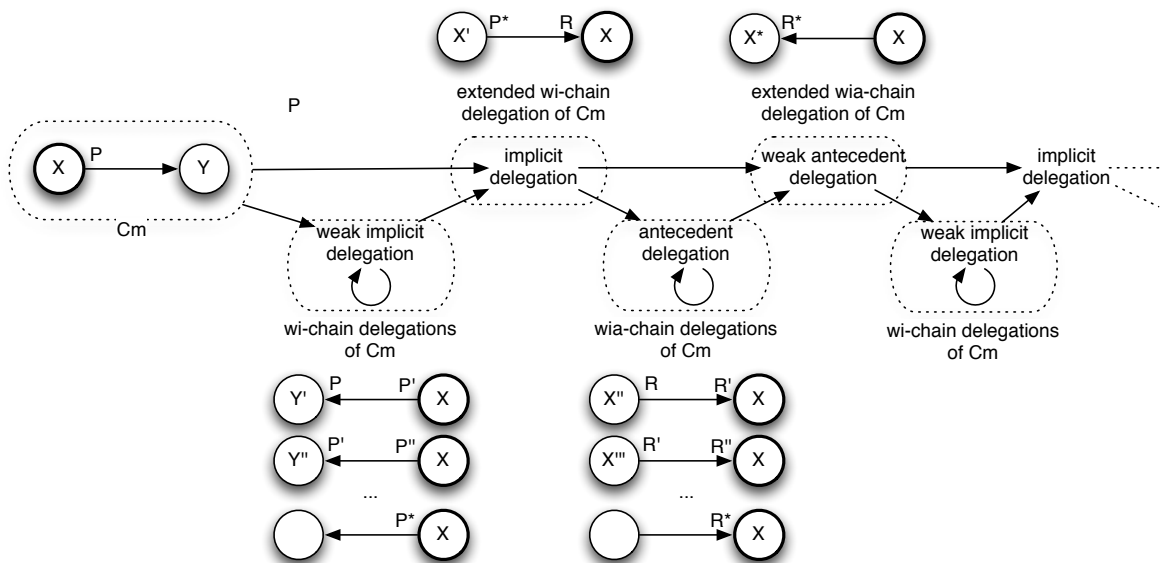 X' P* R X
X* R* X
extended wi-chain
delegation of Cm
extended wia-chain
delegation of Cm
P
X P Y
Cm
implicit
delegation
weak antecedent
delegation
implicit
delegation
weak implicit
delegation
antecedent
delegation
weak implicit
delegation
wi-chain delegations
of Cm
wia-chain delegations
of Cm
wi-chain delegations
of Cm
Y' P P' X
Y" P' P" X
...
P* X
X" R R' X
X''' R' R" X
...
R* X